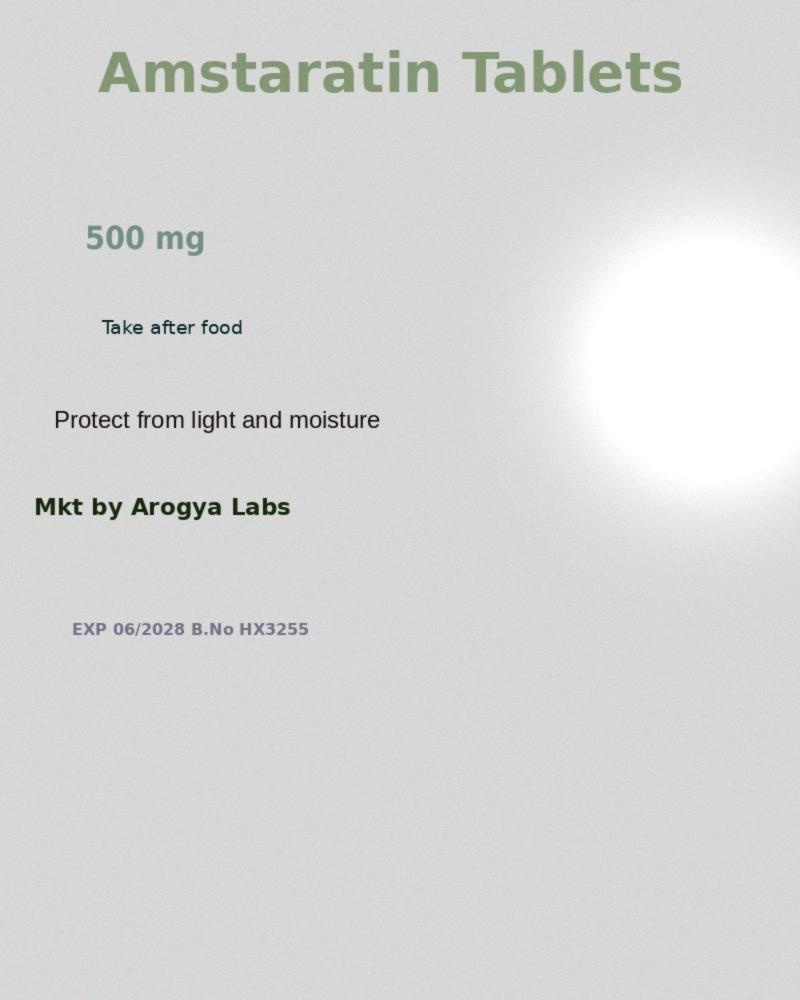 Amstaratin Tablets
500 mg
Take after food
Protect from light and moisture
Mkt by Arogya Labs
EXP 06/2028 B.No HX3255